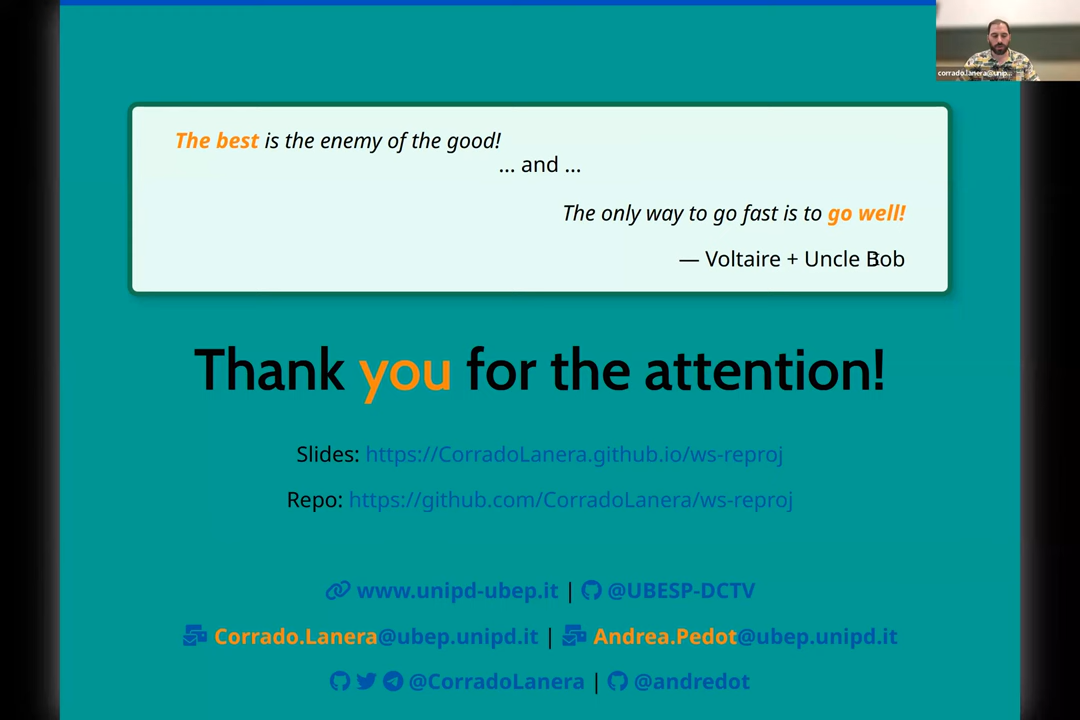 corrado.lanera@unip...
The best is the enemy of the good!
... and ...
The only way to go fast is to go well!
— Voltaire + Uncle Bob
Thank you for the attention!
Slides: https://CorradoLanera.github.io/ws-reproj
Repo: https://github.com/CorradoLanera/ws-reproj
www.unipd-ubep.it | @UBESP-DCTV
Corrado.Lanera@ubep.unipd.it | Andrea.Pedot@ubep.unipd.it
@CorradoLanera | @andredot